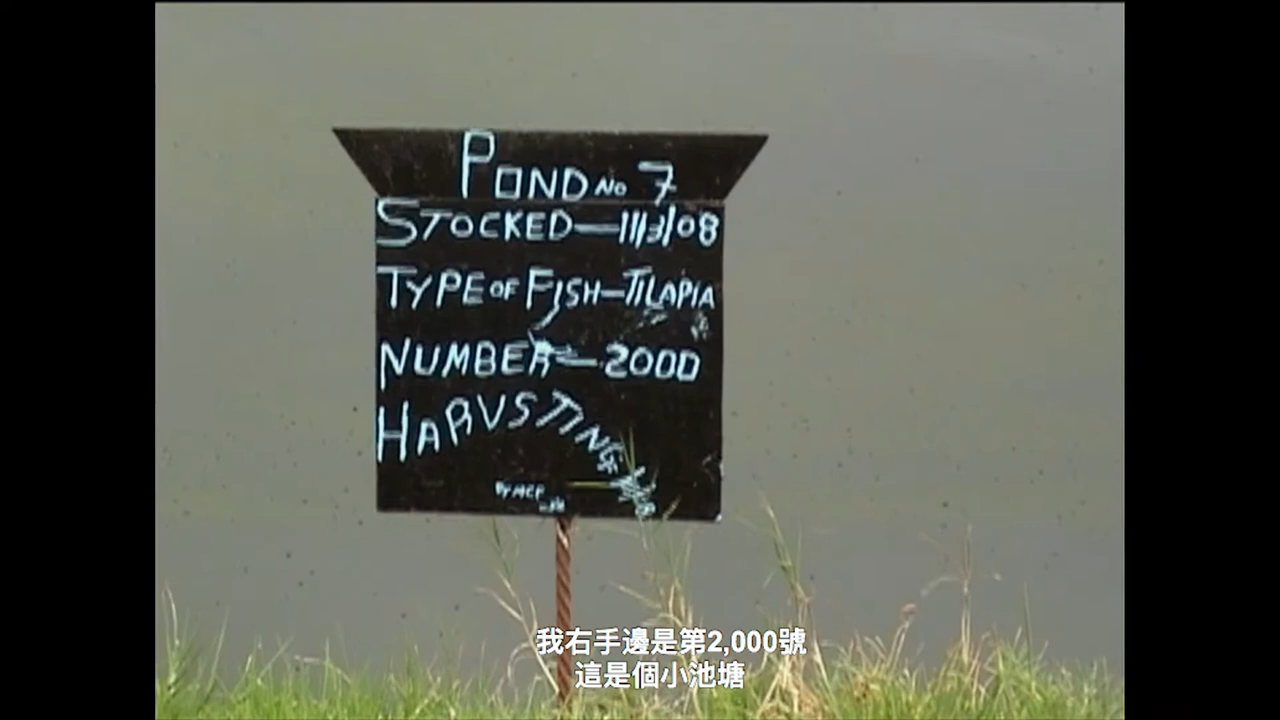 POND No 7
STOCKED—11/3/08
TYPE OF FISH—TILAPIA
NUMBER—2000
HARVSTING
我右手邊是第2,000號
這是個小池塘